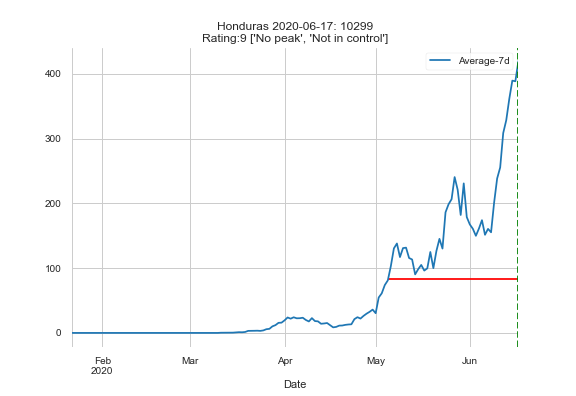 Honduras 2020-06-17: 10299
Rating:9 ['No peak', 'Not in control']
Average-7d
400
300
200
100
0
Feb
2020
Mar
Apr
May
Jun
Date